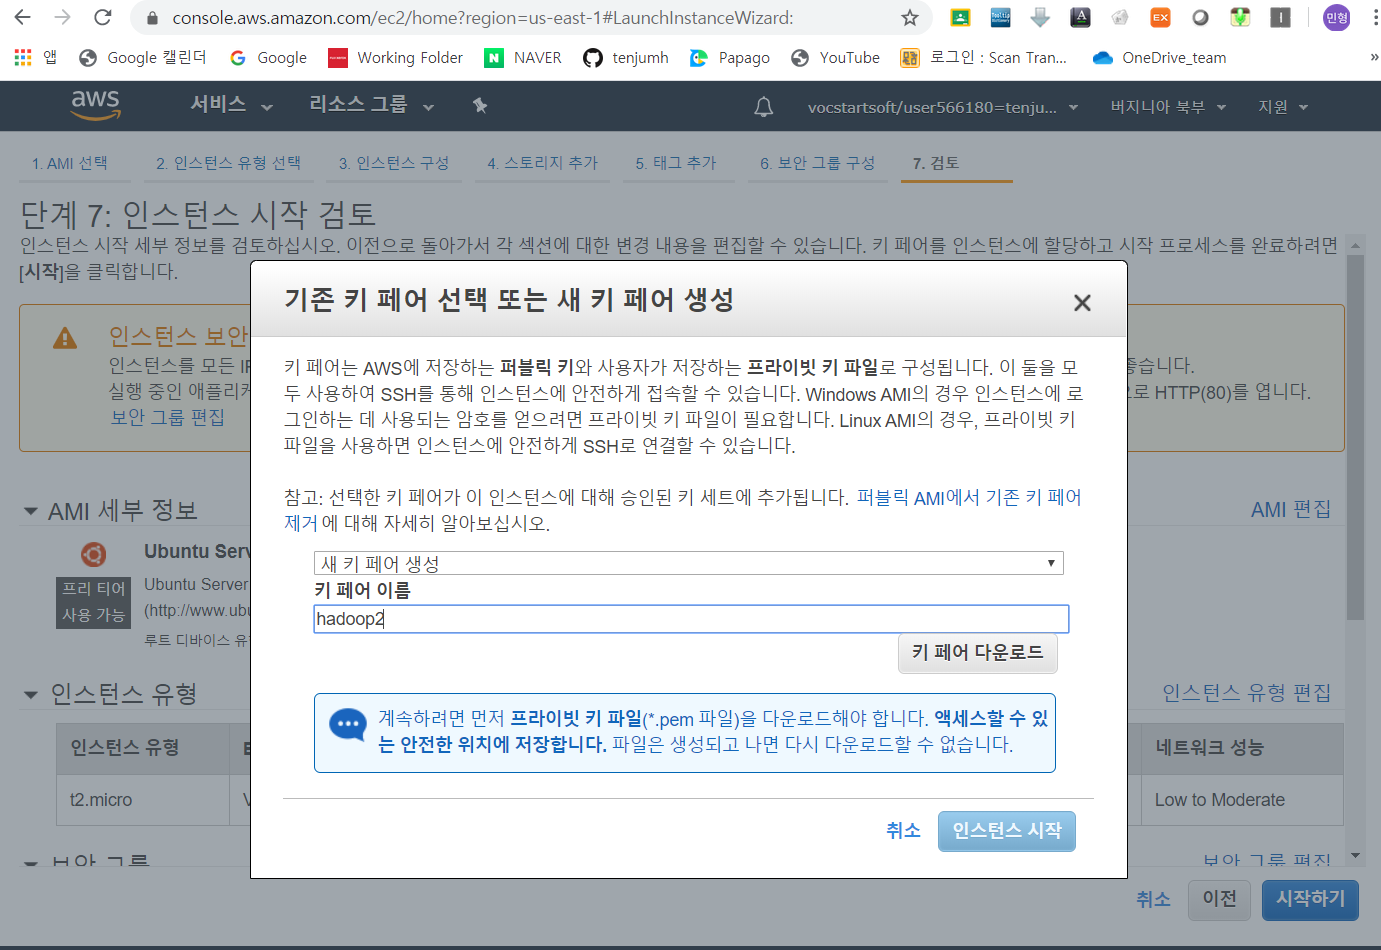 console.aws.amazon.com/ec2/home?region=us-east-1#LaunchInstanceWizard:
EX
민형
앱 Google 캘린더 Google Working Folder NAVER tenjumh Papago YouTube 로그인 : Scan Tran... OneDrive_team »
aws 서비스 리소스 그룹 vocstartsoft/user566180=tenju... 버지니아 북부 지원
1. AMI 선택 2. 인스턴스 유형 선택 3. 인스턴스 구성 4. 스토리지 추가 5. 태그 추가 6. 보안 그룹 구성 7. 검토
단계 7: 인스턴스 시작 검토
인스턴스 시작 세부 정보를 검토하십시오. 이전으로 돌아가서 각 섹션에 대한 변경 내용을 편집할 수 있습니다. 키 페어를 인스턴스에 할당하고 시작 프로세스를 완료하려면
[시작]을 클릭합니다.
기존 키 페어 선택 또는 새 키 페어 생성
인스턴스 보안
인스턴스를 모든 좋습니다.
실행 중인 HTTP(80)를 엽니다.
보안 그룹 편집
키 페어는 AWS에 저장하는 퍼블릭 키와 사용자가 저장하는 프라이빗 키 파일로 구성됩니다. 이 둘을 모
두 사용하여 SSH를 통해 인스턴스에 안전하게 접속할 수 있습니다. Windows AMI의 경우 인스턴스에 로
그인하는 데 사용되는 암호를 얻으려면 프라이빗 키 파일이 필요합니다. Linux AMI의 경우, 프라이빗 키
파일을 사용하면 인스턴스에 안전하게 SSH로 연결할 수 있습니다.
참고: 선택한 키 페어가 이 인스턴스에 대해 승인된 키 세트에 추가됩니다. 퍼블릭 AMI에서 기존 키 페어
제거 에 대해 자세히 알아보십시오.
AMI 세부 정보 AMI 편집
Ubuntu
프리 티어
사용 가능
Ubuntu Server
루트 디바이스
새 키 페어 생성
키 페어 이름
hadoop2
키 페어 다운로드
계속하려면 먼저 프라이빗 키 파일(*.pem 파일)을 다운로드해야 합니다. 액세스할 수 있
는 안전한 위치에 저장합니다. 파일은 생성되고 나면 다시 다운로드할 수 없습니다.
취소 인스턴스 시작
인스턴스 유형 인스턴스 유형 편집
인스턴스 유형 네트워크 성능
t2.micro Low to Moderate
보안 그룹 보안 그룹 편집
취소 이전 시작하기